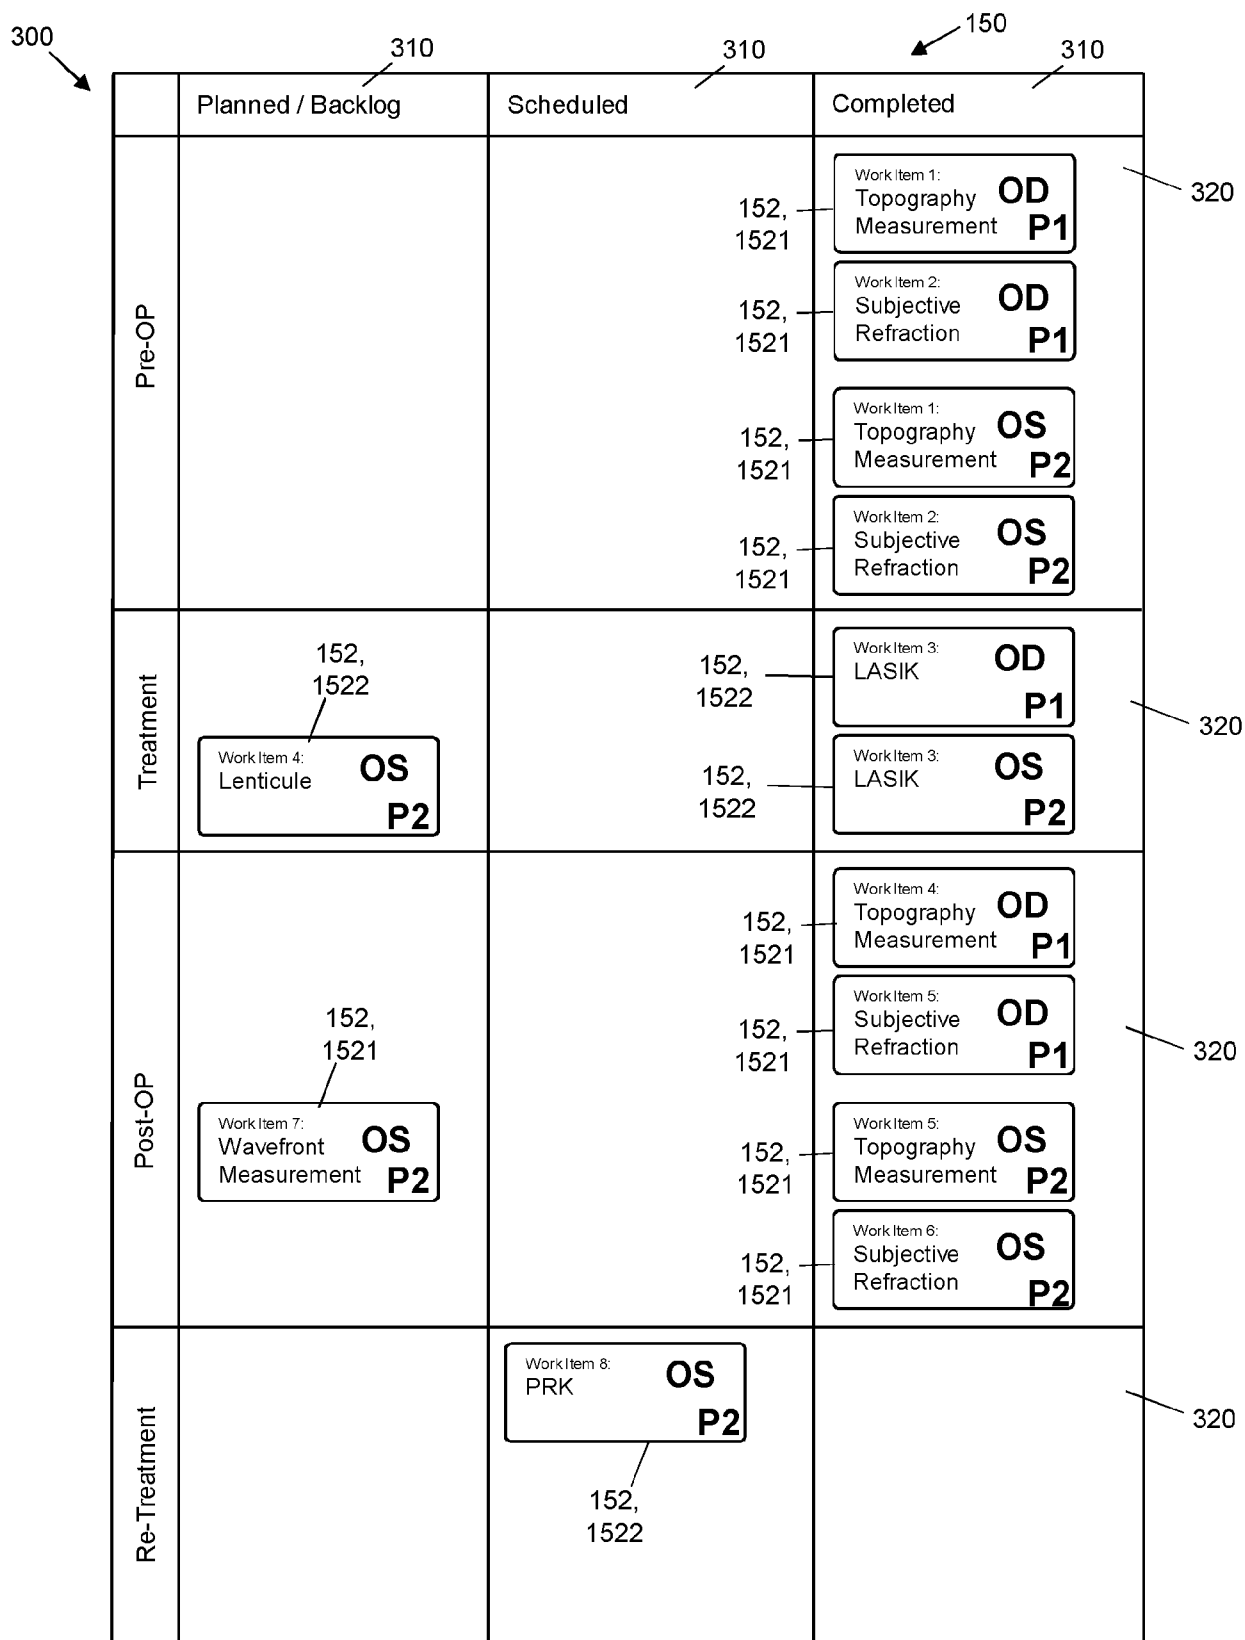 300
310
310
150
310
Planned / Backlog
Scheduled
Completed
Pre-OP
320
152,
1521
Work Item 1:
Topography
Measurement
OD
P1
152,
1521
Work Item 2:
Subjective
Refraction
OD
P1
152,
1521
Work Item 1:
Topography
Measurement
OS
P2
152,
1521
Work Item 2:
Subjective
Refraction
OS
P2
Treatment
152,
1522
Work Item 4:
Lenticule
OS
P2
152,
1522
Work Item 3:
LASIK
OD
P1
320
152,
1522
Work Item 3:
LASIK
OS
P2
Post-OP
152,
1521
Work Item 7:
Wavefront
Measurement
OS
P2
152,
1521
Work Item 4:
Topography
Measurement
OD
P1
152,
1521
Work Item 5:
Subjective
Refraction
OD
P1
320
152,
1521
Work Item 5:
Topography
Measurement
OS
P2
152,
1521
Work Item 6:
Subjective
Refraction
OS
P2
Re-Treatment
Work Item 8:
PRK
OS
P2
152,
1522
320